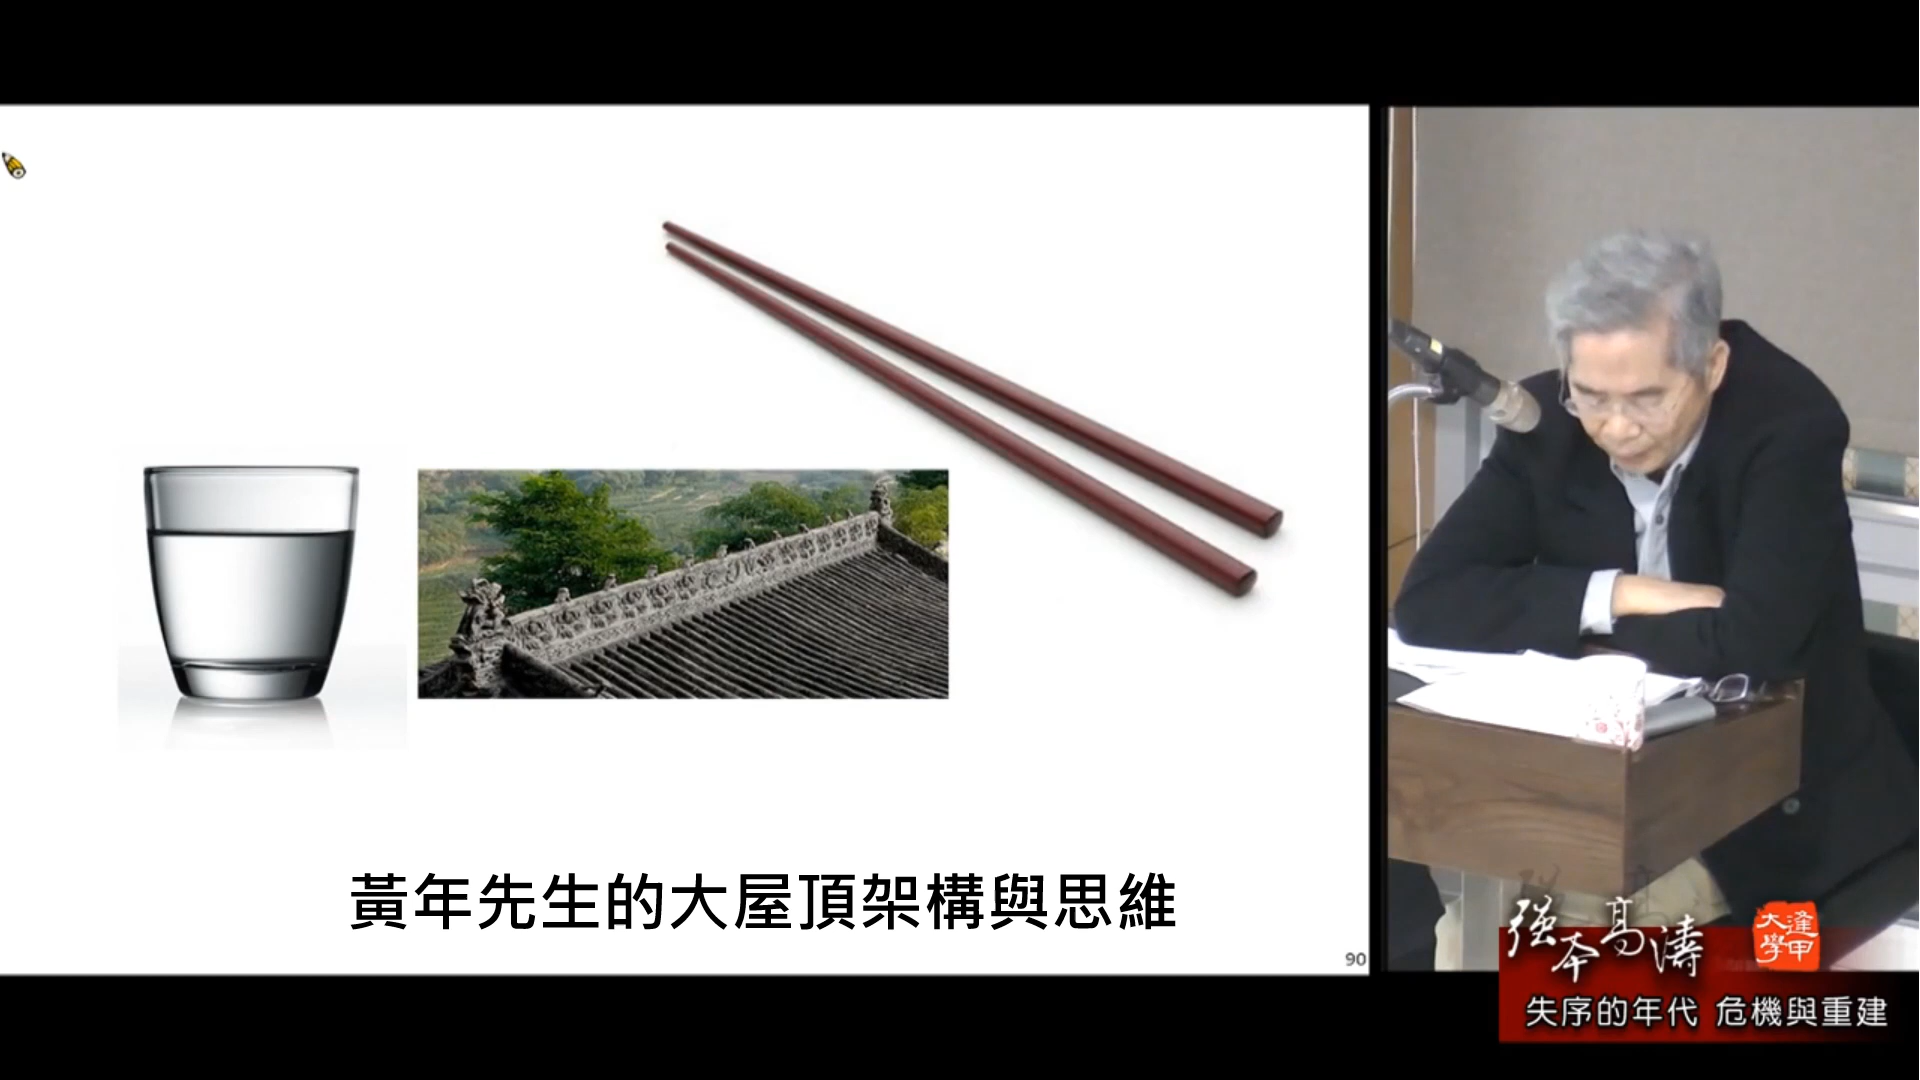 黃年先生的大屋頂架構與思維
90
強本高濤
逢甲大學
失序的年代 危機與重建